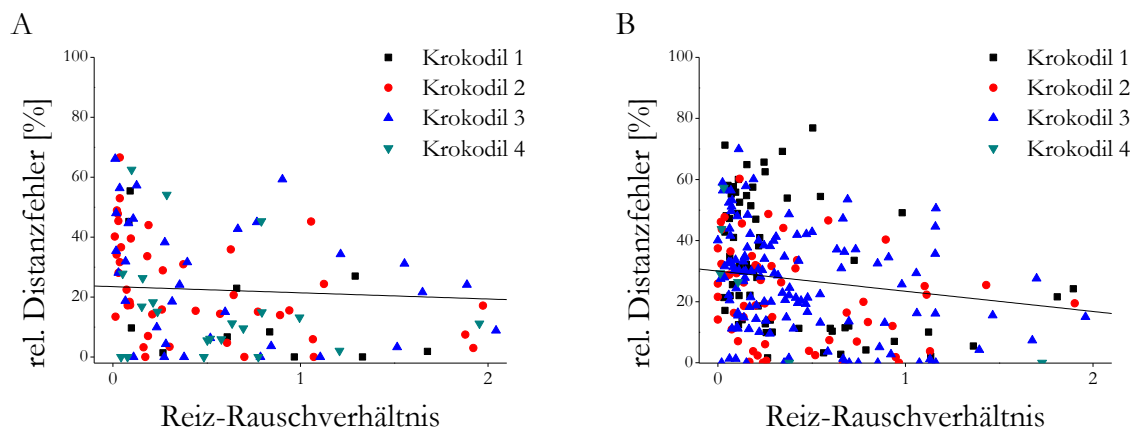 A
Krokodil 1
Krokodil 2
Krokodil 3
Krokodil 4
100
80
60
40
20
0
0
1
2
rel. Distanzfehler [%]
Reiz-Rauschverhältnis
B
Krokodil 1
Krokodil 2
Krokodil 3
Krokodil 4
100
80
60
40
20
0
0
1
2
rel. Distanzfehler [%]
Reiz-Rauschverhältnis